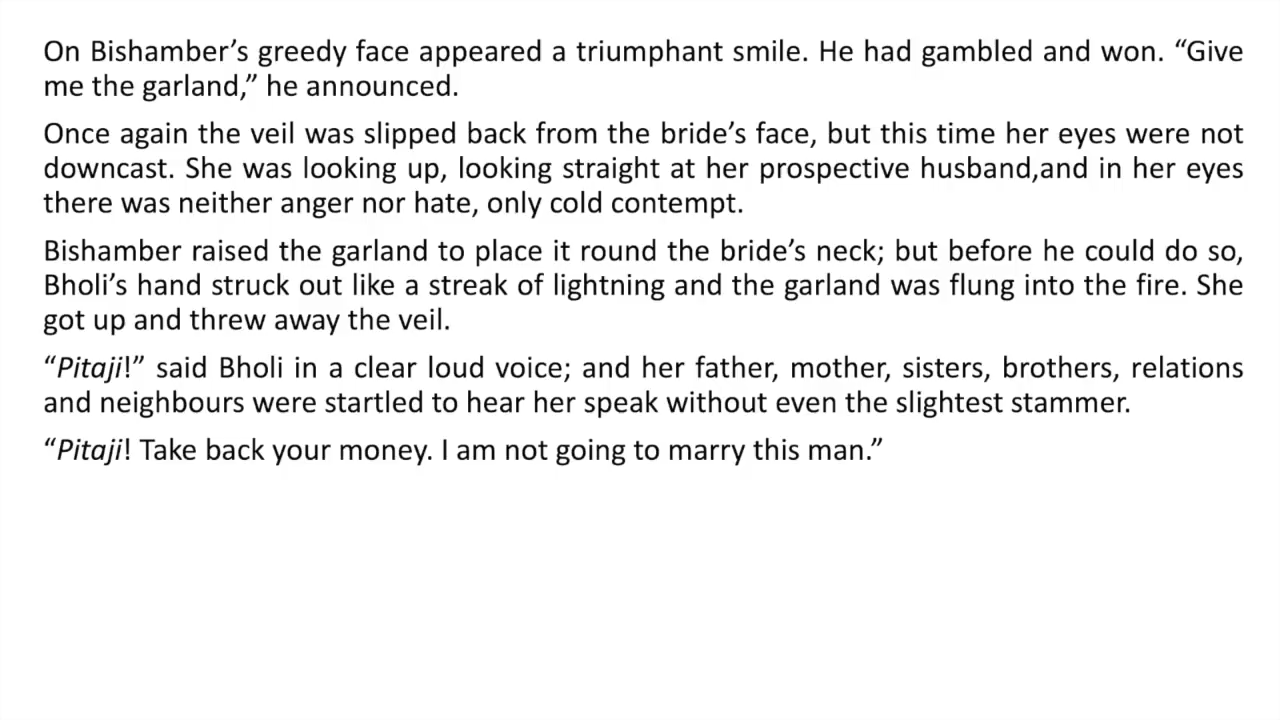 On Bishamber’s greedy face appeared a triumphant smile. He had gambled and won. “Give
me the garland,” he announced.
Once again the veil was slipped back from the bride’s face, but this time her eyes were not
downcast. She was looking up, looking straight at her prospective husband,and in her eyes
there was neither anger nor hate, only cold contempt.
Bishamber raised the garland to place it round the bride’s neck; but before he could do so,
Bholi’s hand struck out like a streak of lightning and the garland was flung into the fire. She
got up and threw away the veil.
“Pitaji!” said Bholi in a clear loud voice; and her father, mother, sisters, brothers, relations
and neighbours were startled to hear her speak without even the slightest stammer.
“Pitaji! Take back your money. I am not going to marry this man.”